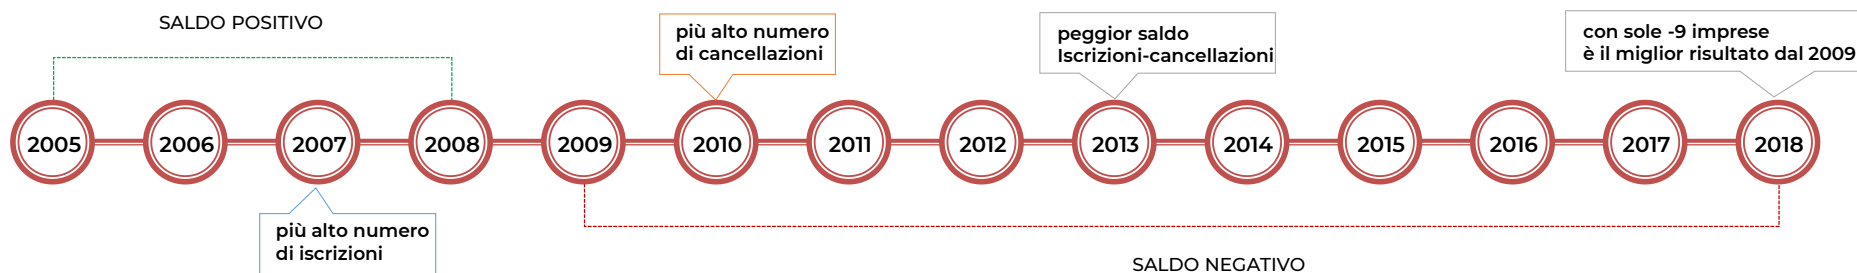 SALDO POSITIVO
più alto numero
di cancellazioni
peggior saldo
Iscrizioni-cancellazioni
con sole -9 imprese
è il miglior risultato dal 2009
2005
2006
2007
2008
2009
2010
2011
2012
2013
2014
2015
2016
2017
2018
più alto numero
di iscrizioni
SALDO NEGATIVO